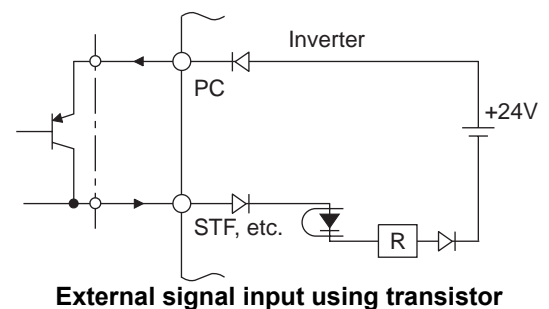 Inverter
PC
+24V
STF, etc.
R
External signal input using transistor